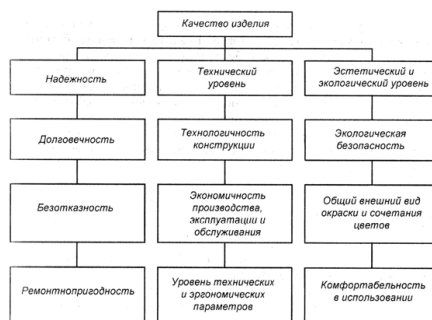 Качество изделия
Надежность
Технический
уровень
Эстетический и
экологический уровень
Долговечность
Технологичность
конструкции
Экологическая
безопасность
Безотказность
Экономичность
производства,
эксплуатации и
обслуживания
Общий внешний вид
окраски и сочетания
цветов
Ремонтнопригодность
Уровень технических
и эргономических
параметров
Комфортабельность
в использовании